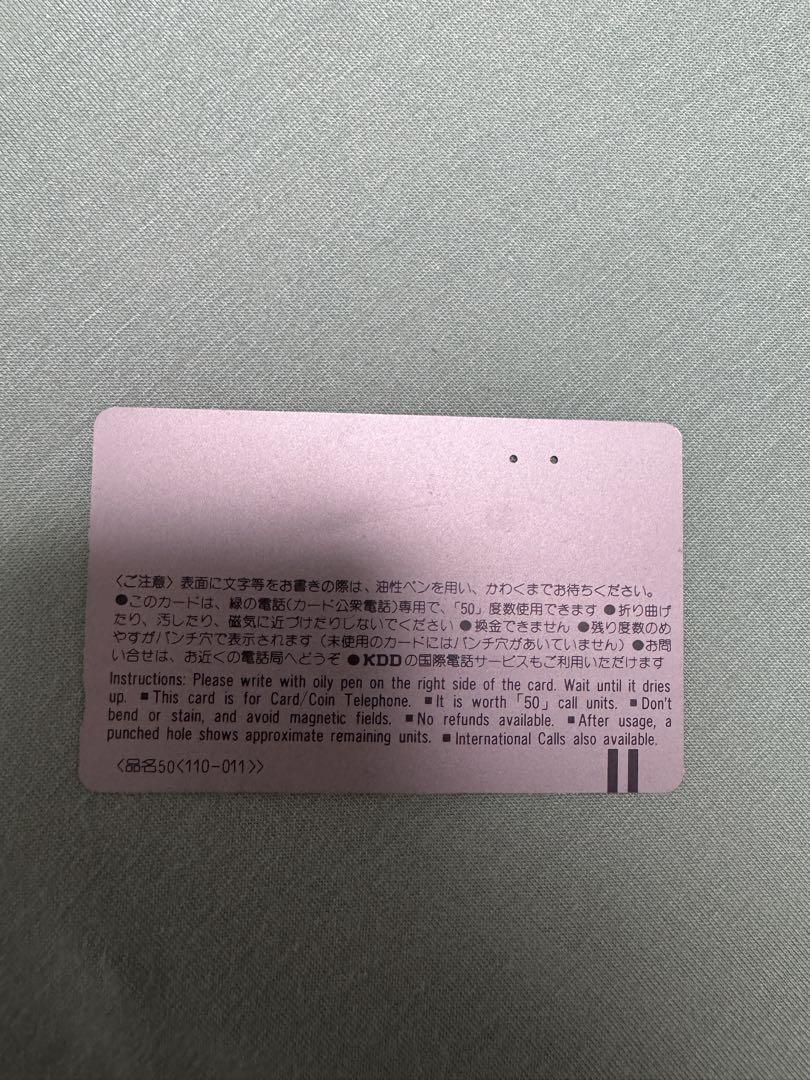 〈ご注意〉表面に文字等をお書きの際は、油性ペンを用い、かわくまでお待ちください。
●このカードは、緑の電話(カード公衆電話)専用で、「50」度数使用できます ●折り曲げ
たり、汚したり、磁気に近づけたりしないでください ●換金できません ●残り度数のめ
やすがパンチ穴で表示されます（未使用のカードにはパンチ穴があいていません）●お問
い合せは、お近くの電話局へどうぞ ●KDDの国際電話サービスもご利用いただけます
Instructions: Please write with oily pen on the right side of the card. Wait until it dries
up. ■This card is for Card/Coin Telephone. ■It is worth「50」call units. ■Don't
bend or stain, and avoid magnetic fields. ■No refunds available. ■After usage, a
punched hole shows approximate remaining units. ■International Calls also available.
〈品名50〈110-011〉〉